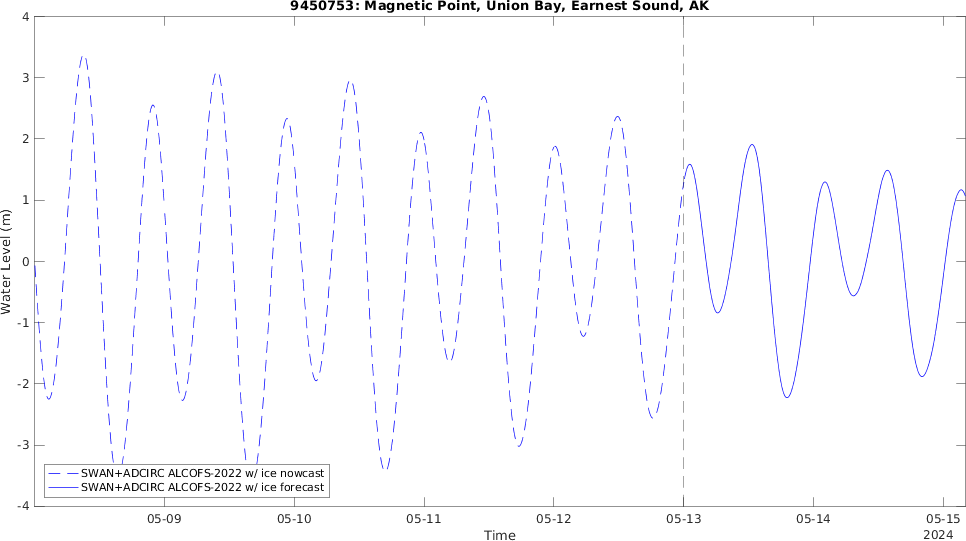 9450753: Magnetic Point, Union Bay, Earnest Sound, AK
4
3
2
1
0
-1
-2
-3
-4
Water Level (m)
SWAN+ADCIRC ALCOFS-2022 w/ ice nowcast
SWAN+ADCIRC ALCOFS-2022 w/ ice forecast
05-09 05-10 05-11 05-12 05-13 05-14 05-15
Time
2024